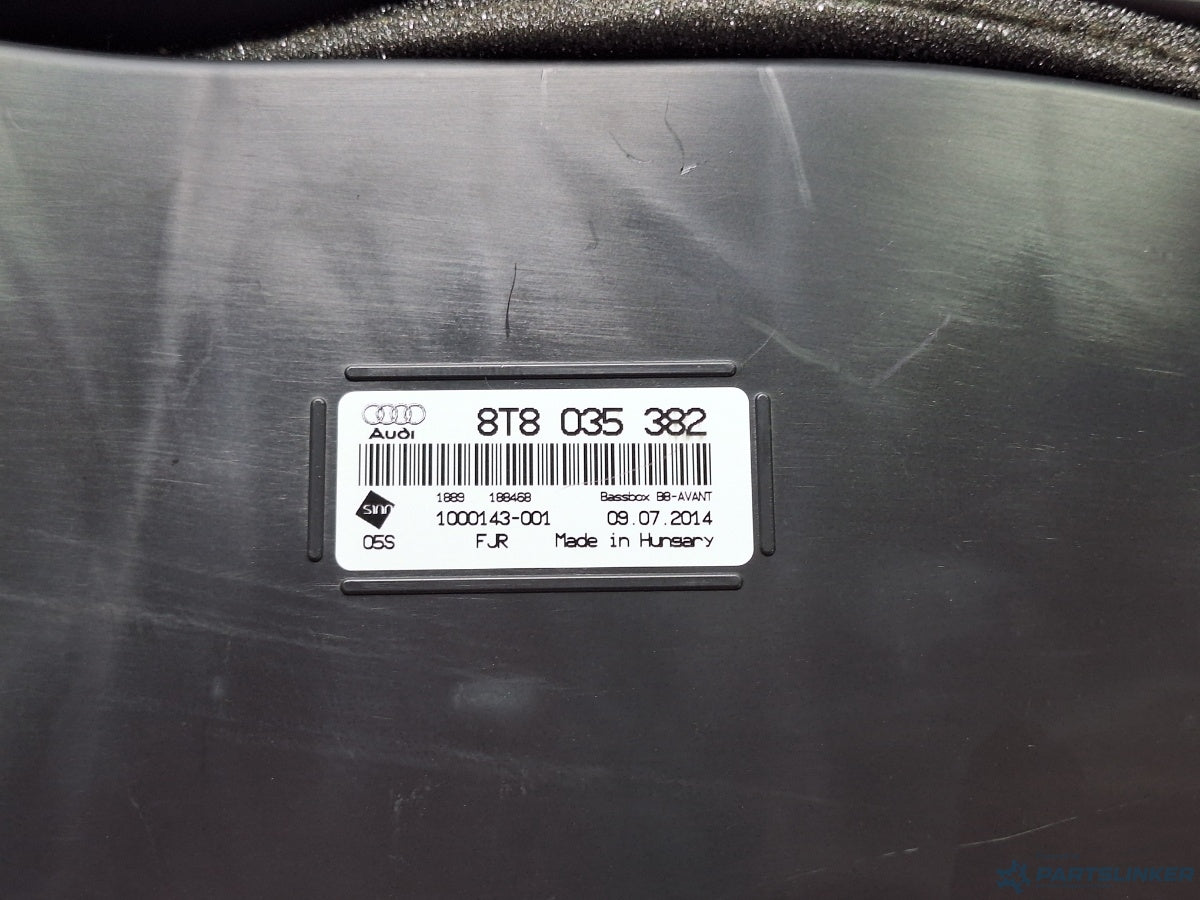 8T8 035 382
Audi
1889 188468 Bassbox B8-AVANT
sinn
1000143-001 09.07.2014
05S FJR Made in Hungary
PARTSLINKER